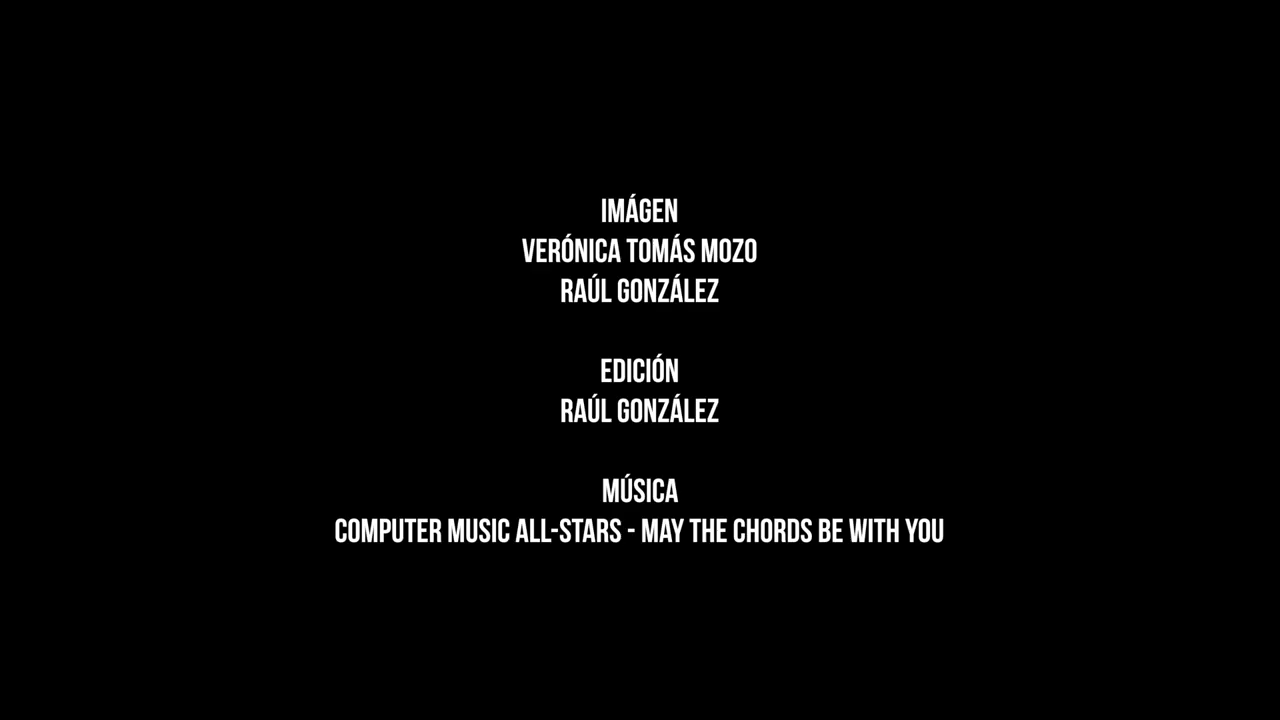 IMÁGEN
VERÓNICA TOMÁS MOZO
RAÚL GONZÁLEZ
EDICIÓN
RAÚL GONZÁLEZ
MÚSICA
COMPUTER MUSIC ALL-STARS - MAY THE CHORDS BE WITH YOU